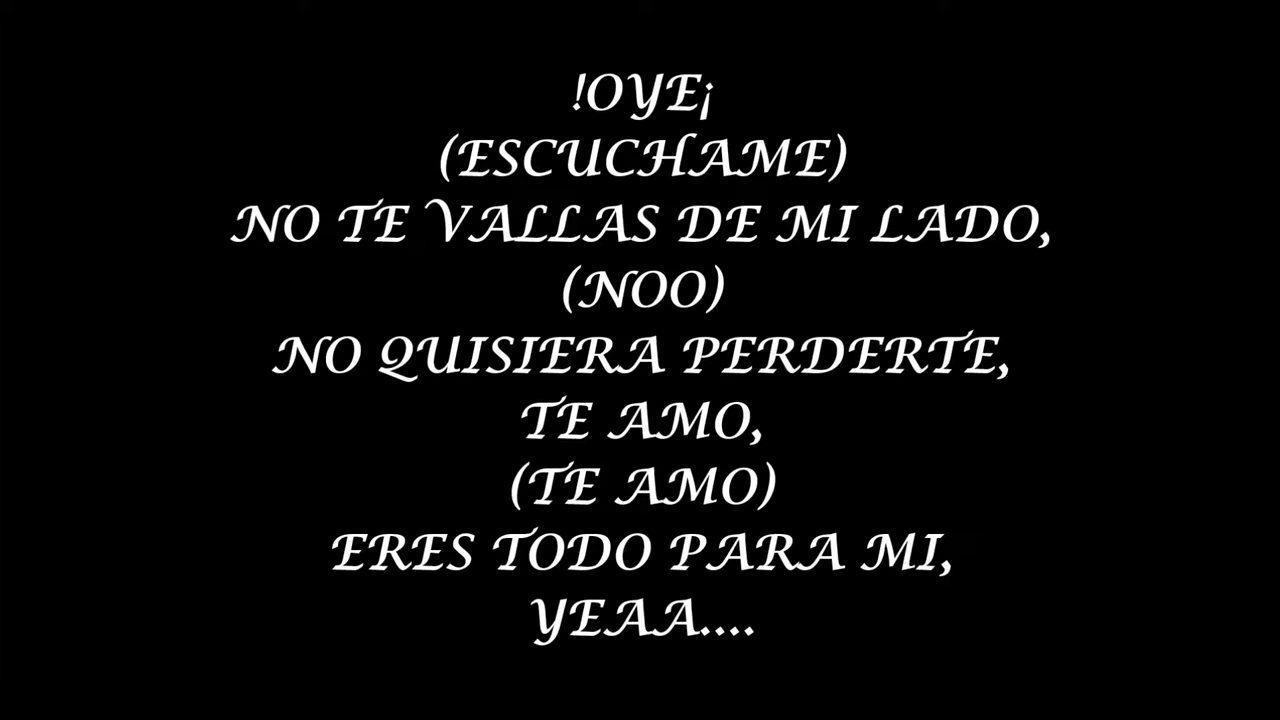 !OYE¡
(ESCUCHAME)
NO TE VALLAS DE MI LADO,
(NOO)
NO QUISIERA PERDERTE,
TE AMO,
(TE AMO)
ERES TODO PARA MI,
YEAA....